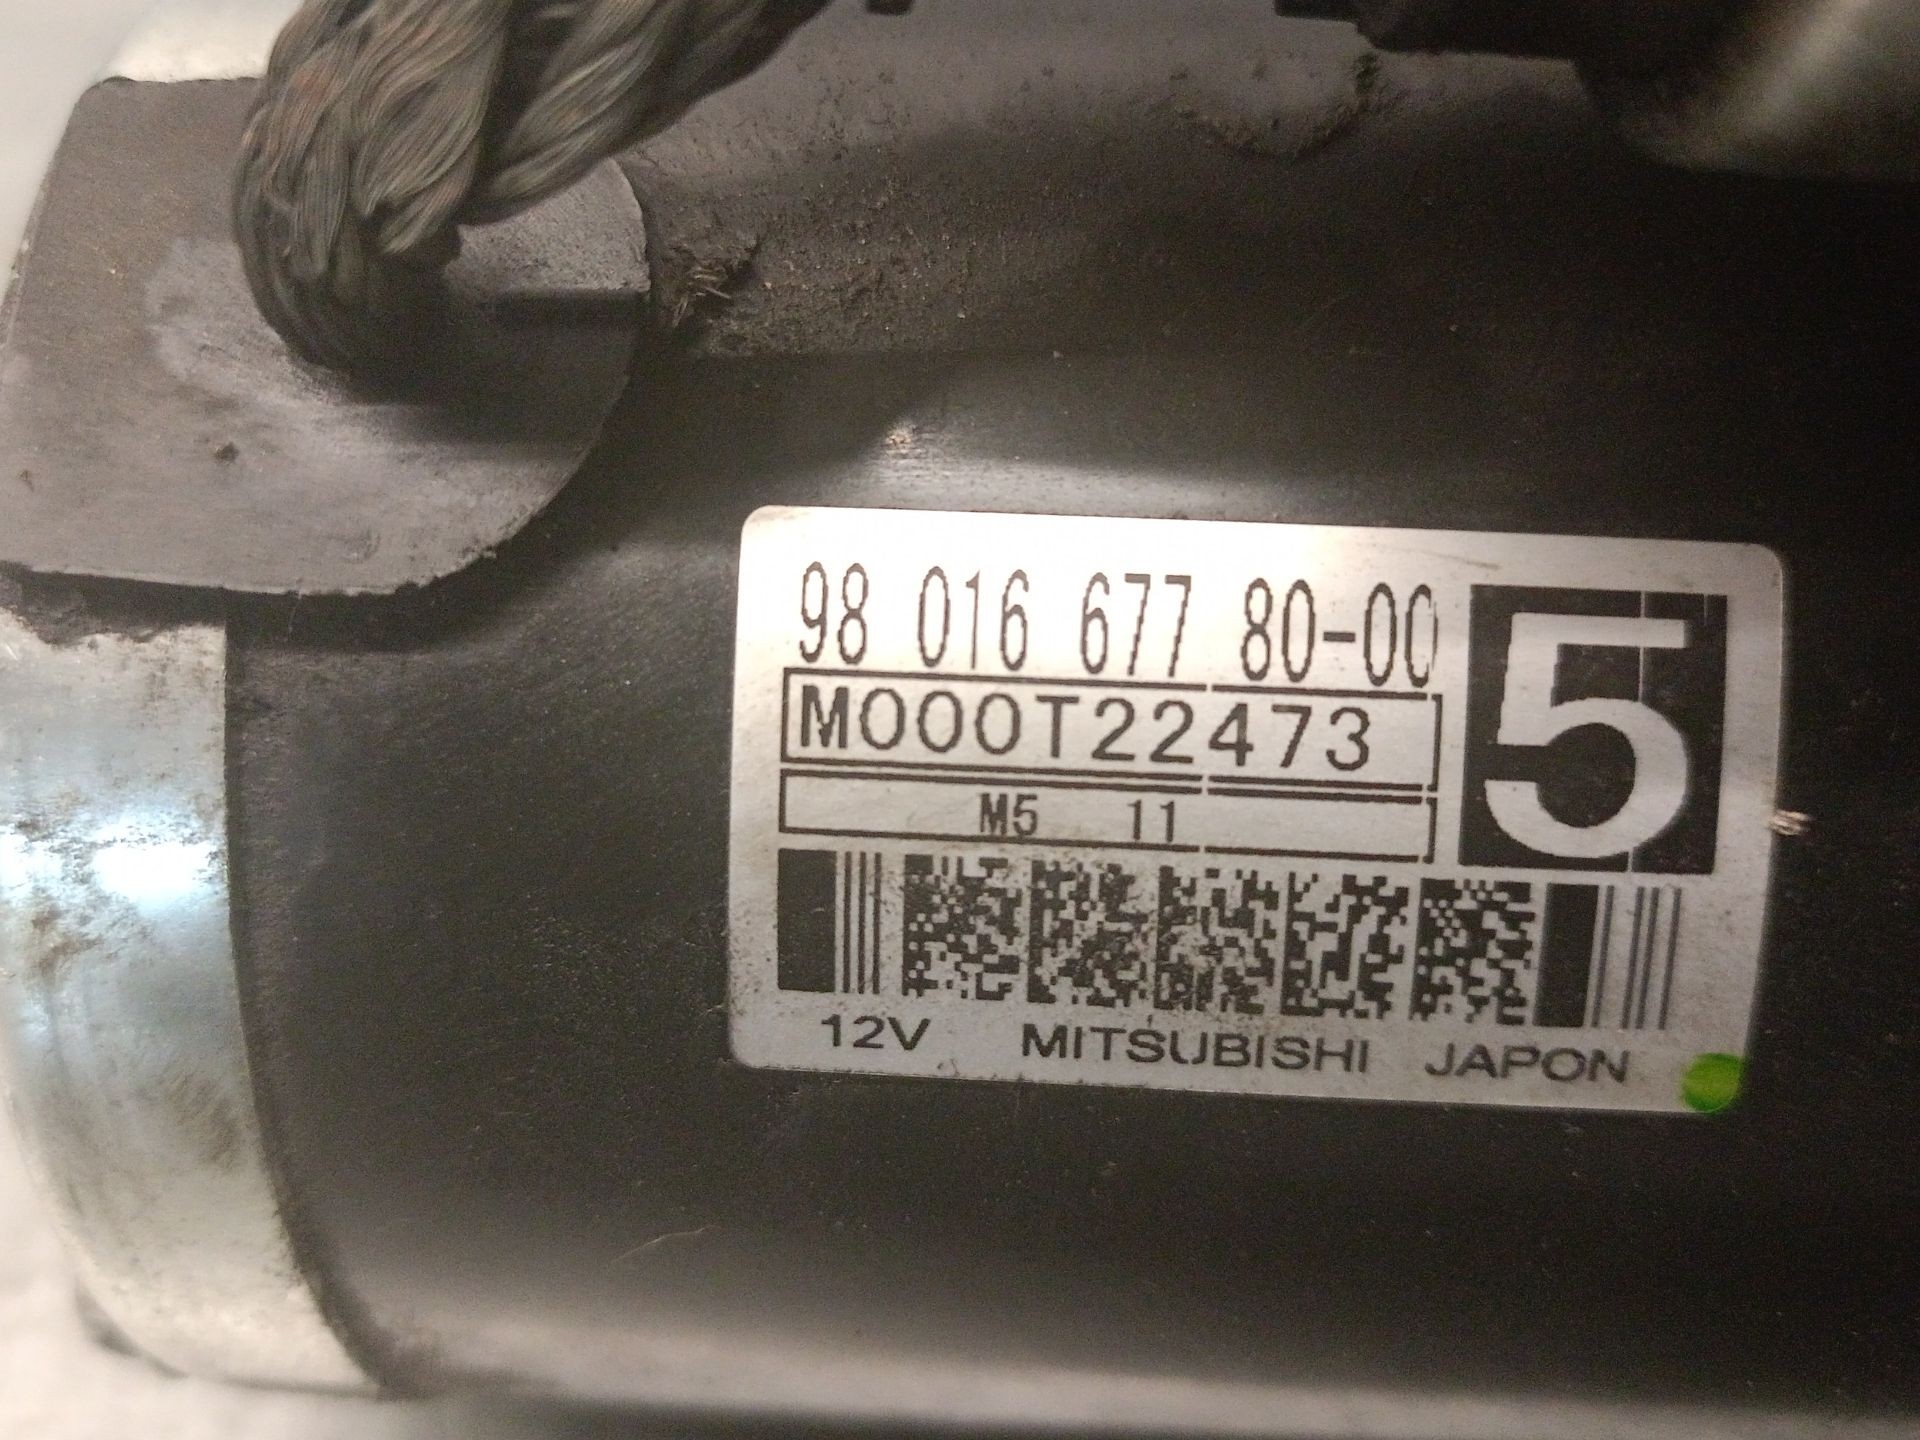 98 016 677 80-00
5
M000T22473
M5 11
12V MITSUBISHI JAPON